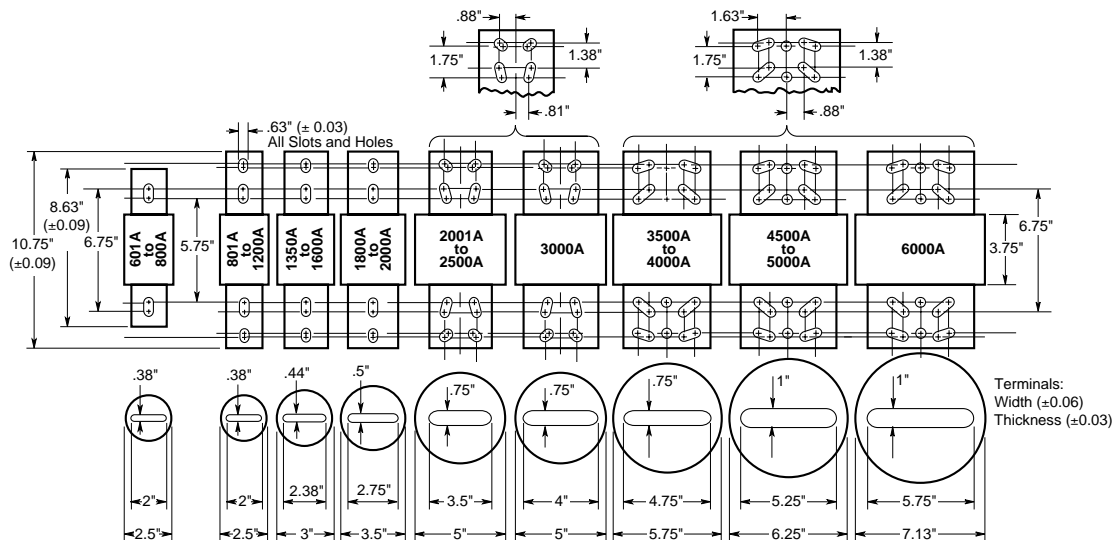 .88" 1.63"
1.75" 1.38" 1.75" 1.38"
.81" .88"
.63" (± 0.03)
All Slots and Holes
10.75"
(±0.09)
8.63"
(±0.09)
6.75"
5.75"
601A
to
800A
801A
to
1200A
1350A
to
1600A
1800A
to
2000A
2001A
to
2500A
3000A
3500A
to
4000A
4500A
to
5000A
6000A
3.75"
6.75"
.38" .38" .44" .5" .75" .75" .75" 1" 1"
Terminals:
Width (±0.06)
Thickness (±0.03)
2" 2" 2.38" 2.75" 3.5" 4" 4.75" 5.25" 5.75"
2.5" 2.5" 3" 3.5" 5" 5" 5.75" 6.25" 7.13"